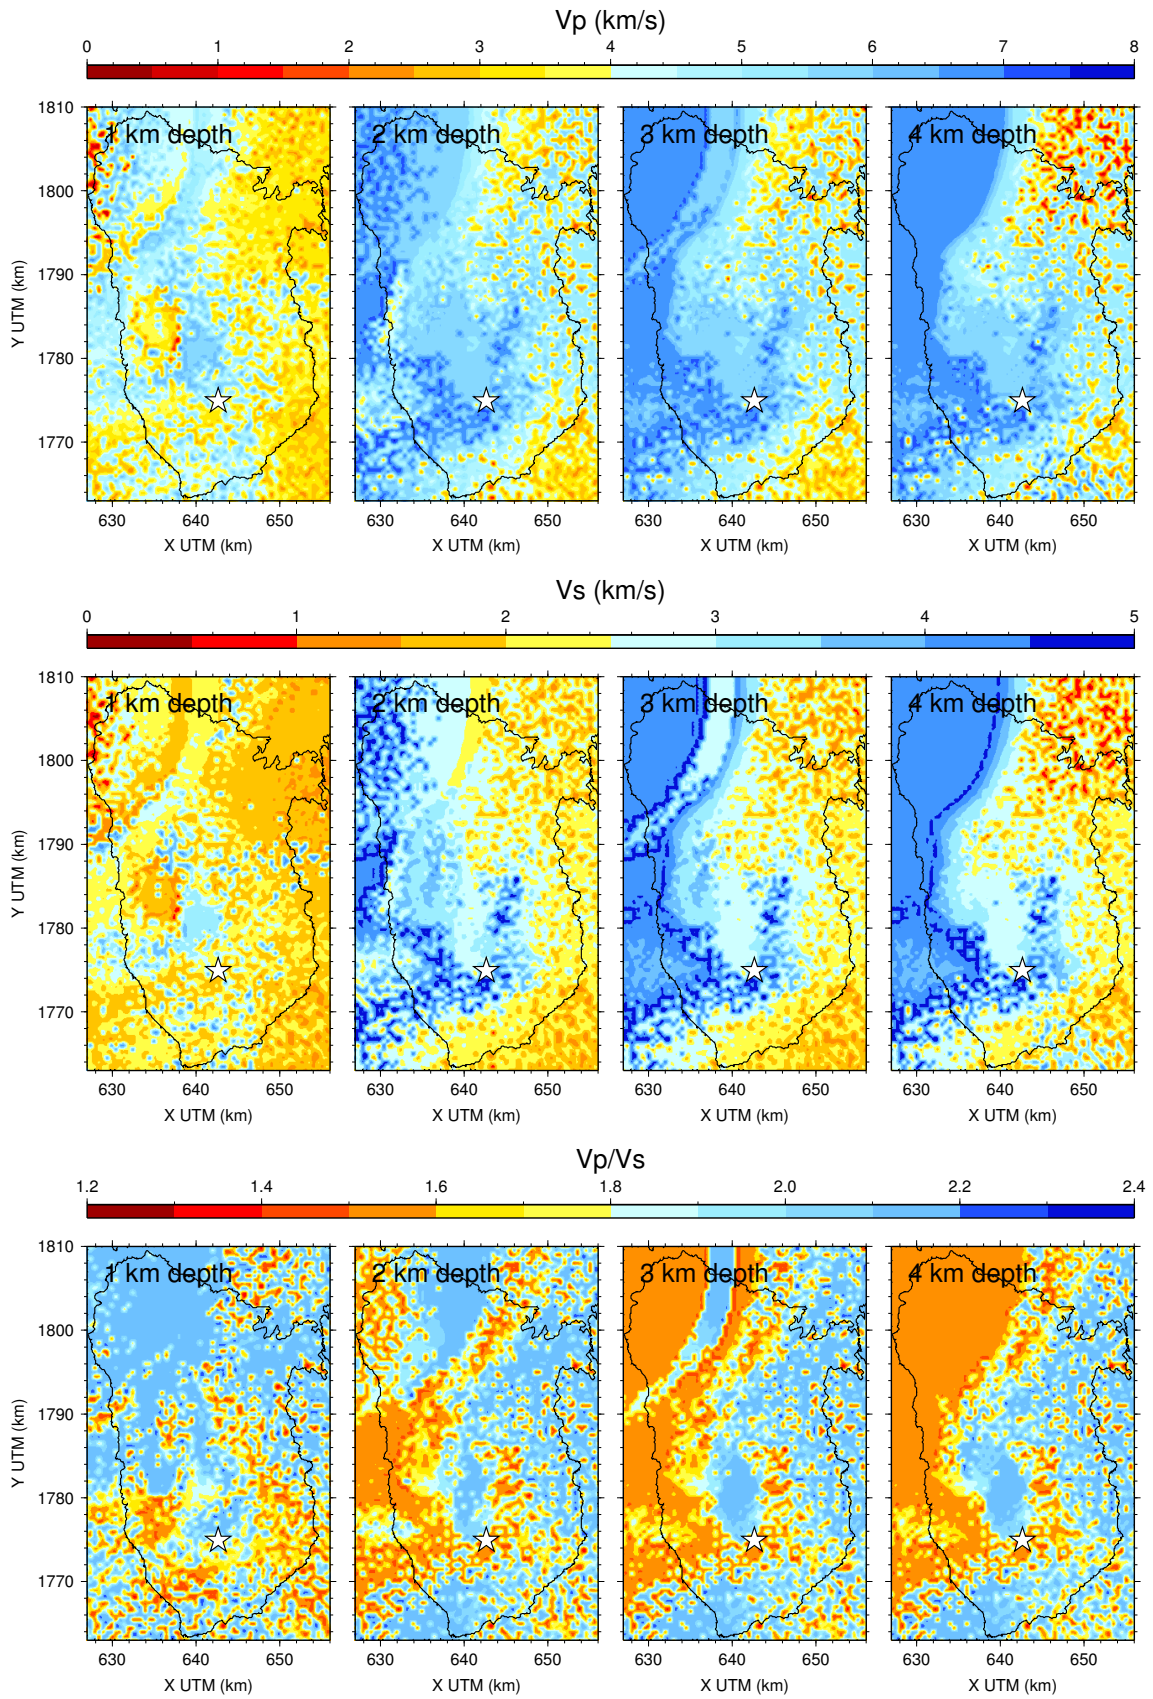 Vp (km/s)
0 1 2 3 4 5 6 7 8
1810 1 km depth 2 km depth 3 km depth 4 km depth
1800
1790
Y UTM (km)
1780
1770
630 640 650 630 640 650 630 640 650 630 640 650
X UTM (km) X UTM (km) X UTM (km) X UTM (km)
Vs (km/s)
0 1 2 3 4 5
1810 1 km depth 2 km depth 3 km depth 4 km depth
1800
1790
Y UTM (km)
1780
1770
630 640 650 630 640 650 630 640 650 630 640 650
X UTM (km) X UTM (km) X UTM (km) X UTM (km)
Vp/Vs
1.2 1.4 1.6 1.8 2.0 2.2 2.4
1810 1 km depth 2 km depth 3 km depth 4 km depth
1800
1790
Y UTM (km)
1780
1770
630 640 650 630 640 650 630 640 650 630 640 650
X UTM (km) X UTM (km) X UTM (km) X UTM (km)